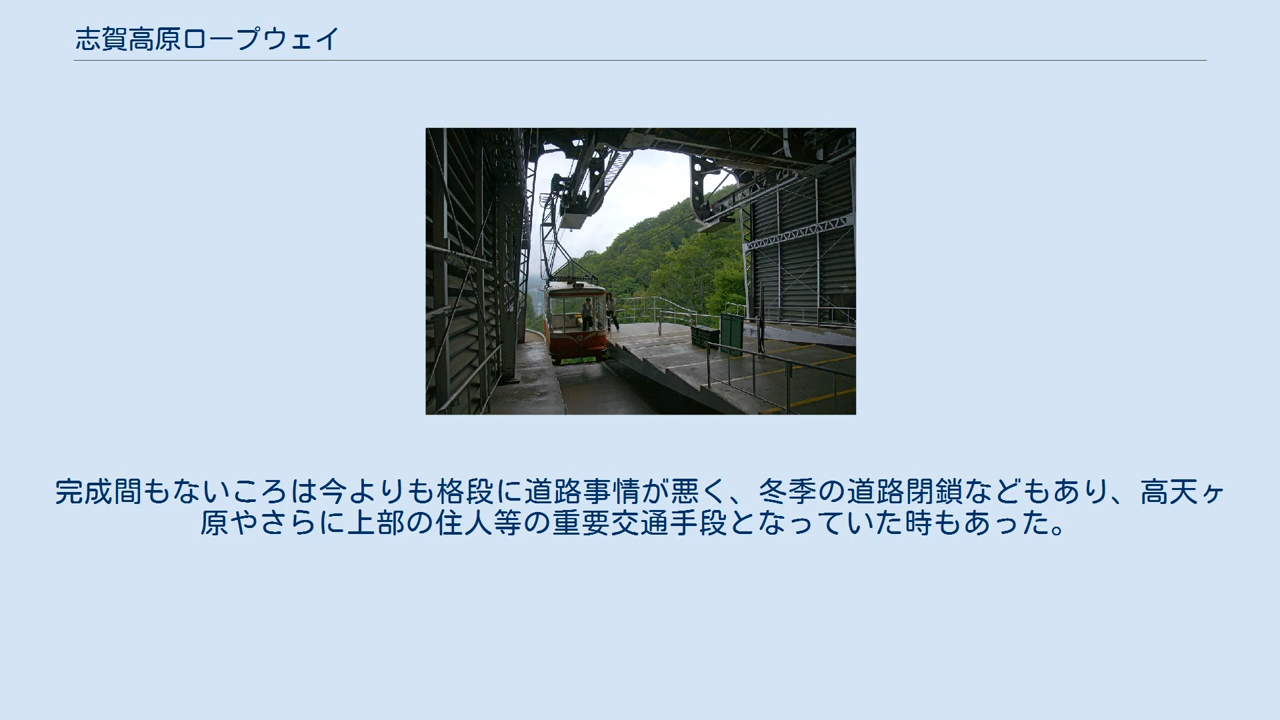 志賀高原ロープウェイ
完成間もないころは今よりも格段に道路事情が悪く、冬季の道路閉鎖などもあり、高天ヶ
原やさらに上部の住人等の重要交通手段となっていた時もあった。